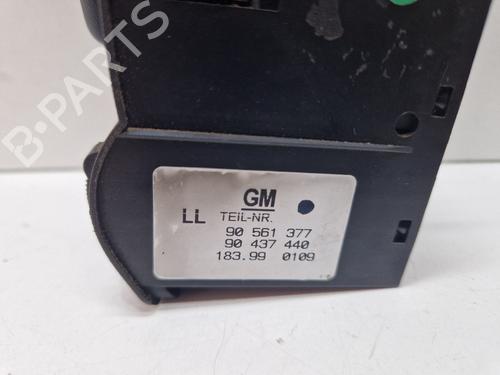 B-PARTS
GM
LL TEIL-NR.
90 561 377
90 437 440
183.99 0109